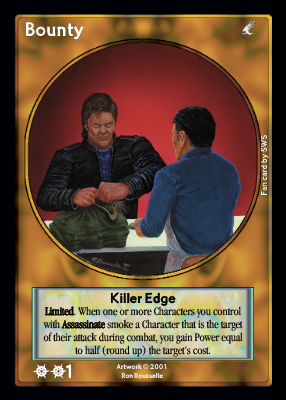 Bounty
Fan card by SWS
Killer Edge
Limited. When one or more Characters you control
with Assassinate smoke a Character that is the target
of their attack during combat, you gain Power equal
to half (round up) the target's cost.
1
Artwork © 2001
Ron Rousselle